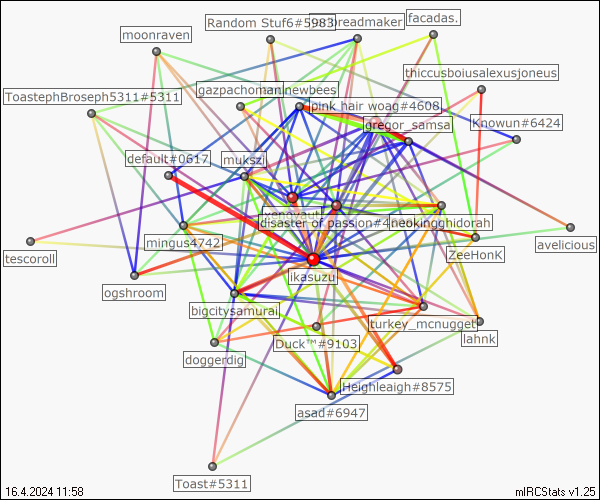 moonraven
Random Stuf6#5983
breadmaker
facadas.
thiccusboiusalexusjoneus
ToastephBroseph5311#5311
gazpachoman
newbees
pink hair woag#4608
gregor_samsa
Knowun#6424
default#0617
mukszi
disaster of passion#4
neokingghidorah
avelicious
mingus4742
ZeeHonK
tescoroll
ikasuzu
ogshroom
bigcitysamurai
turkey_mcnugget
lahnk
Duck™#9103
doggerdig
Heighleaigh#8575
asad#6947
Toast#5311
16.4.2024 11:58
mIRCStats v1.25